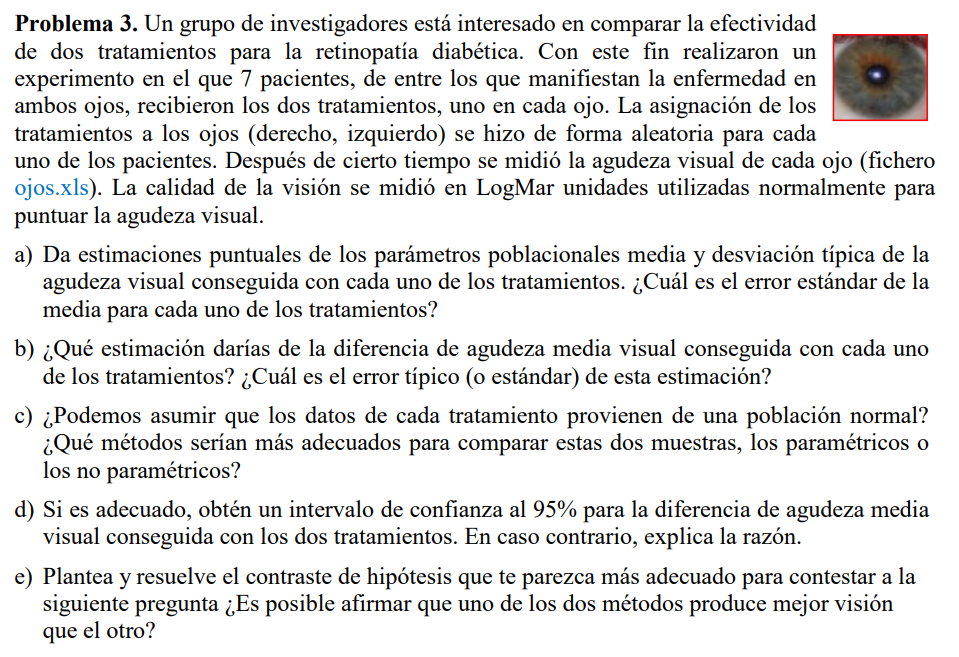 Problema 3. Un grupo de investigadores está interesado en comparar la efectividad
de dos tratamientos para la retinopatía diabética. Con este fin realizaron un
experimento en el que 7 pacientes, de entre los que manifiestan la enfermedad en
ambos ojos, recibieron los dos tratamientos, uno en cada ojo. La asignación de los
tratamientos a los ojos (derecho, izquierdo) se hizo de forma aleatoria para cada
uno de los pacientes. Después de cierto tiempo se midió la agudeza visual de cada ojo (fichero
ojos.xls). La calidad de la visión se midió en LogMar unidades utilizadas normalmente para
puntuar la agudeza visual.
a) Da estimaciones puntuales de los parámetros poblacionales media y desviación típica de la
agudeza visual conseguida con cada uno de los tratamientos. ¿Cuál es el error estándar de la
media para cada uno de los tratamientos?
b) ¿Qué estimación darías de la diferencia de agudeza media visual conseguida con cada uno
de los tratamientos? ¿Cuál es el error típico (o estándar) de esta estimación?
c) ¿Podemos asumir que los datos de cada tratamiento provienen de una población normal?
¿Qué métodos serían más adecuados para comparar estas dos muestras, los paramétricos o
los no paramétricos?
d) Si es adecuado, obtén un intervalo de confianza al 95% para la diferencia de agudeza media
visual conseguida con los dos tratamientos. En caso contrario, explica la razón.
e) Plantea y resuelve el contraste de hipótesis que te parezca más adecuado para contestar a la
siguiente pregunta ¿Es posible afirmar que uno de los dos métodos produce mejor visión
que el otro?